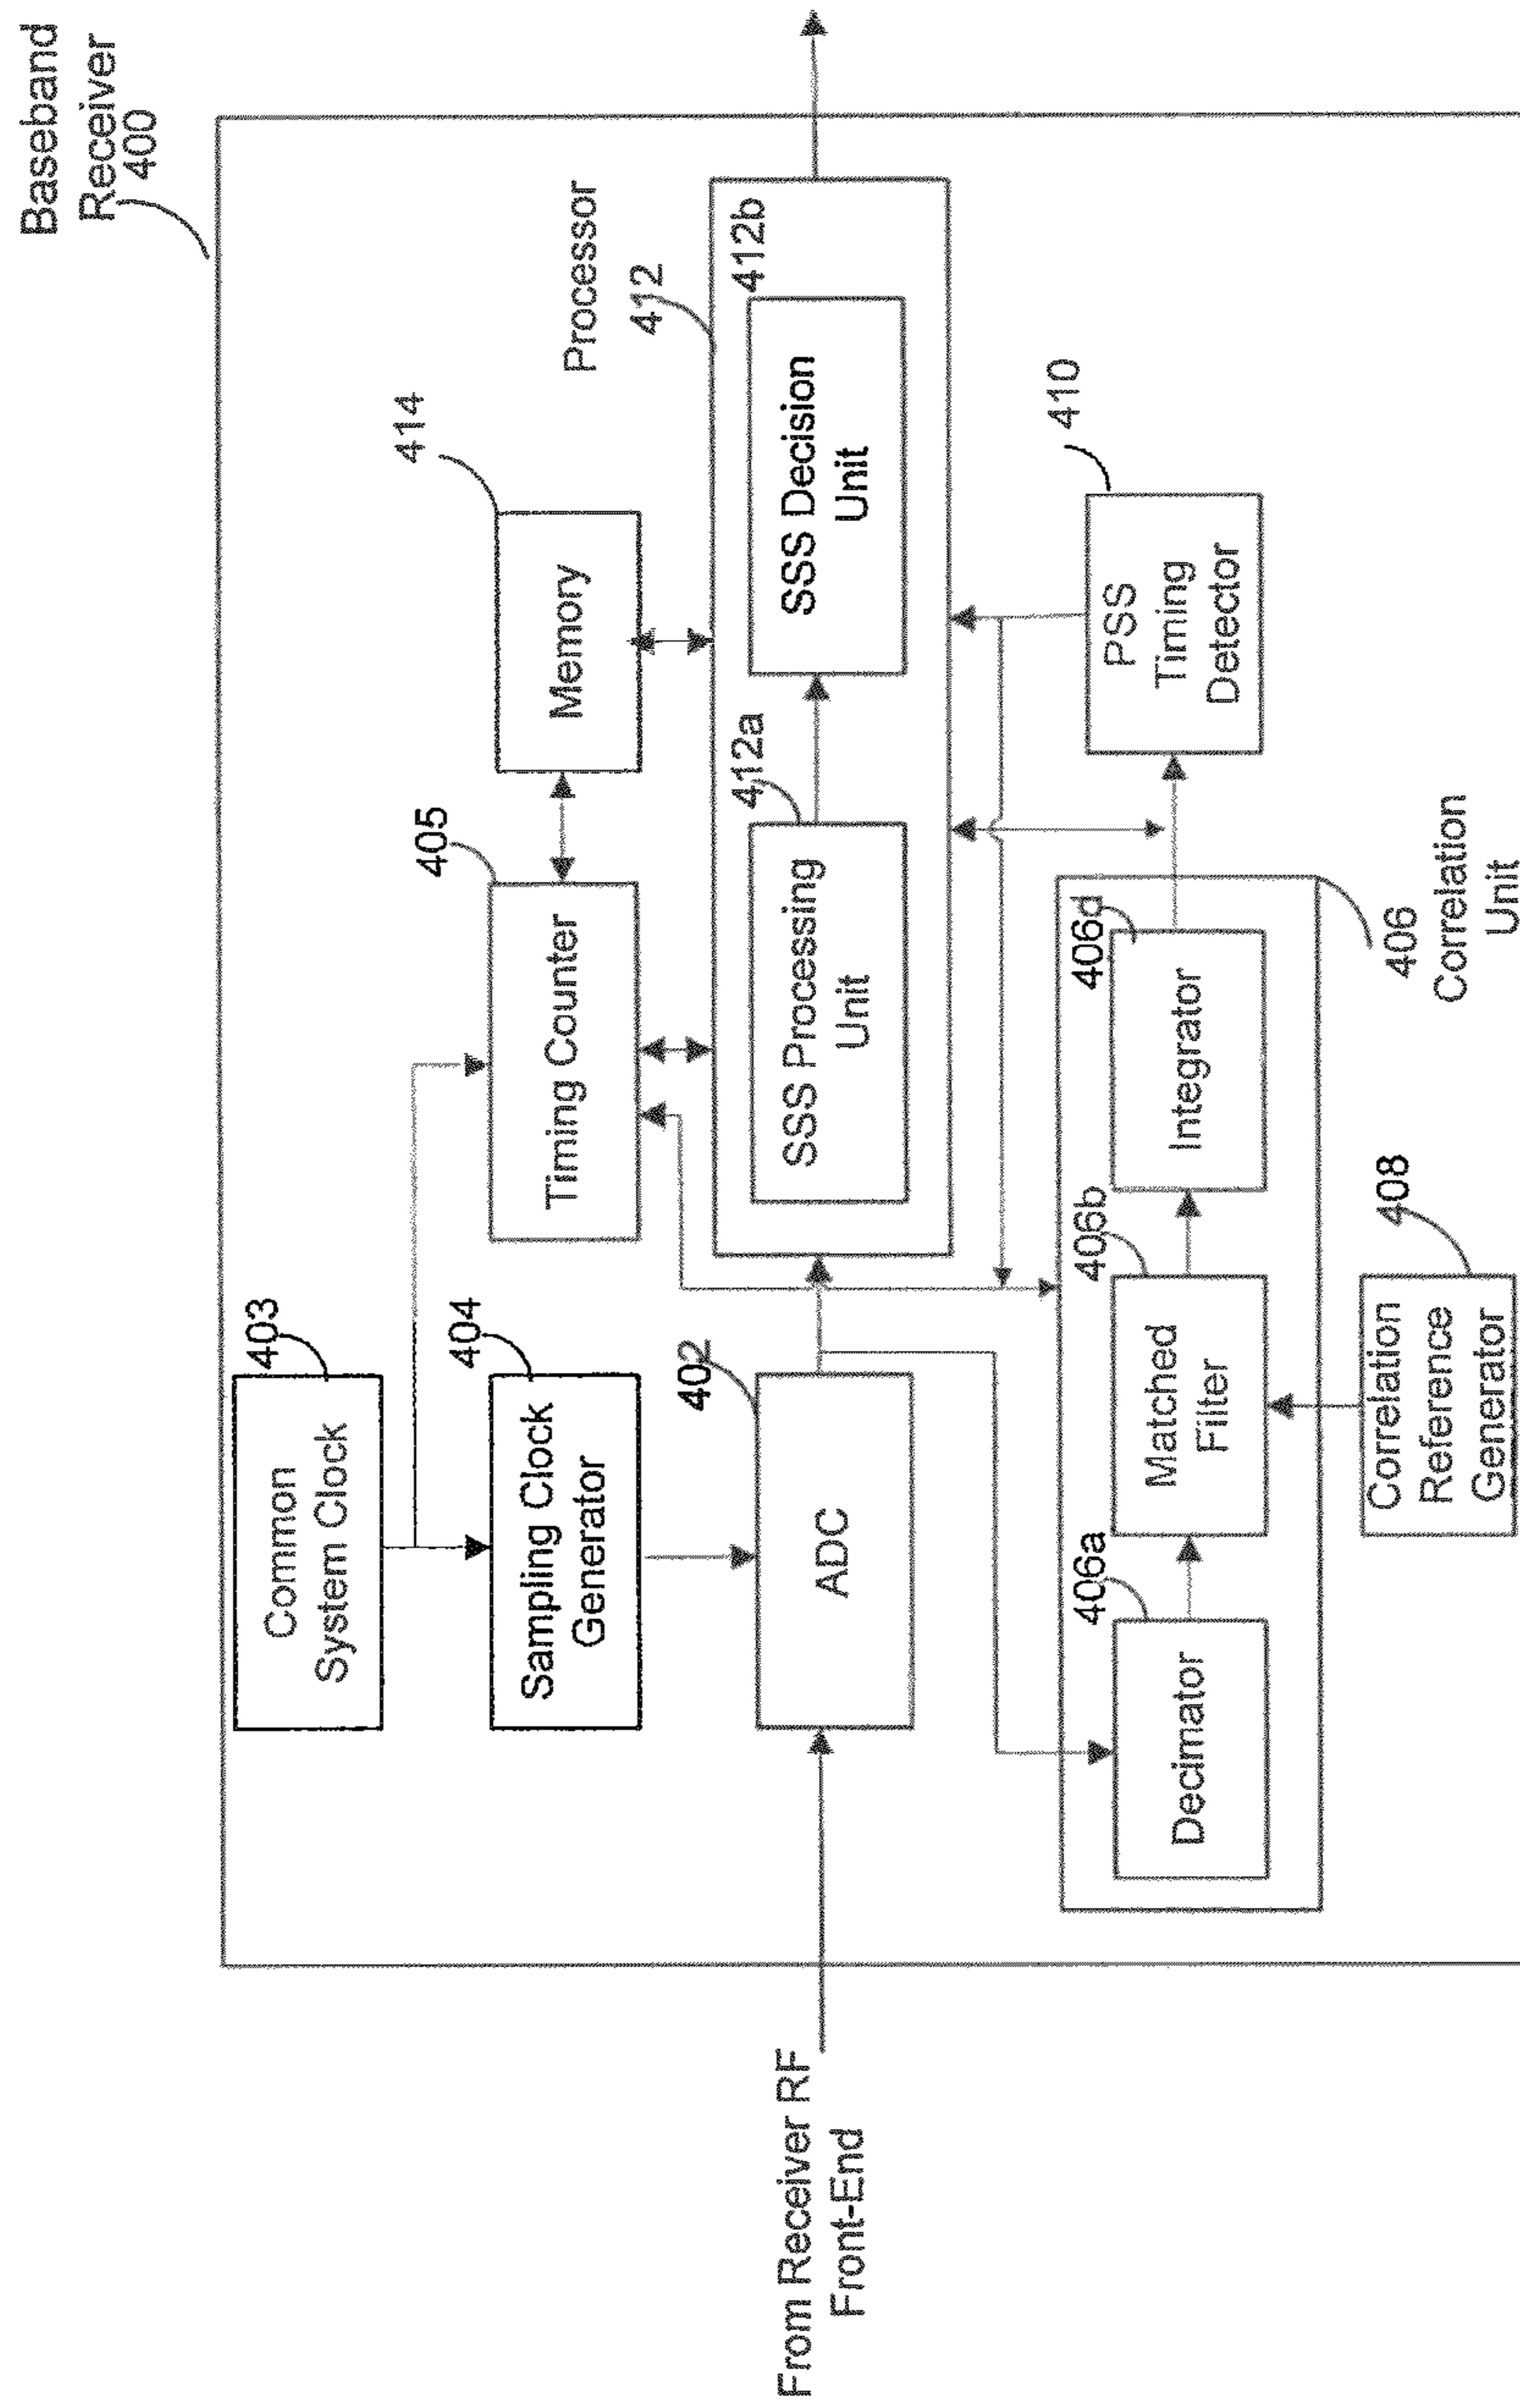 Baseband
Receiver
400
403
Common
System Clock
404
Sampling Clock
Generator
405
Timing Counter
414
Memory
Processor
412
402
ADC
412a
SSS Processing
Unit
412b
SSS Decision
Unit
From Receiver RF
Front-End
406a
Decimator
406b
Matched
Filter
406d
Integrator
410
PSS
Timing
Detector
408
Correlation
Reference
Generator
406
Correlation
Unit